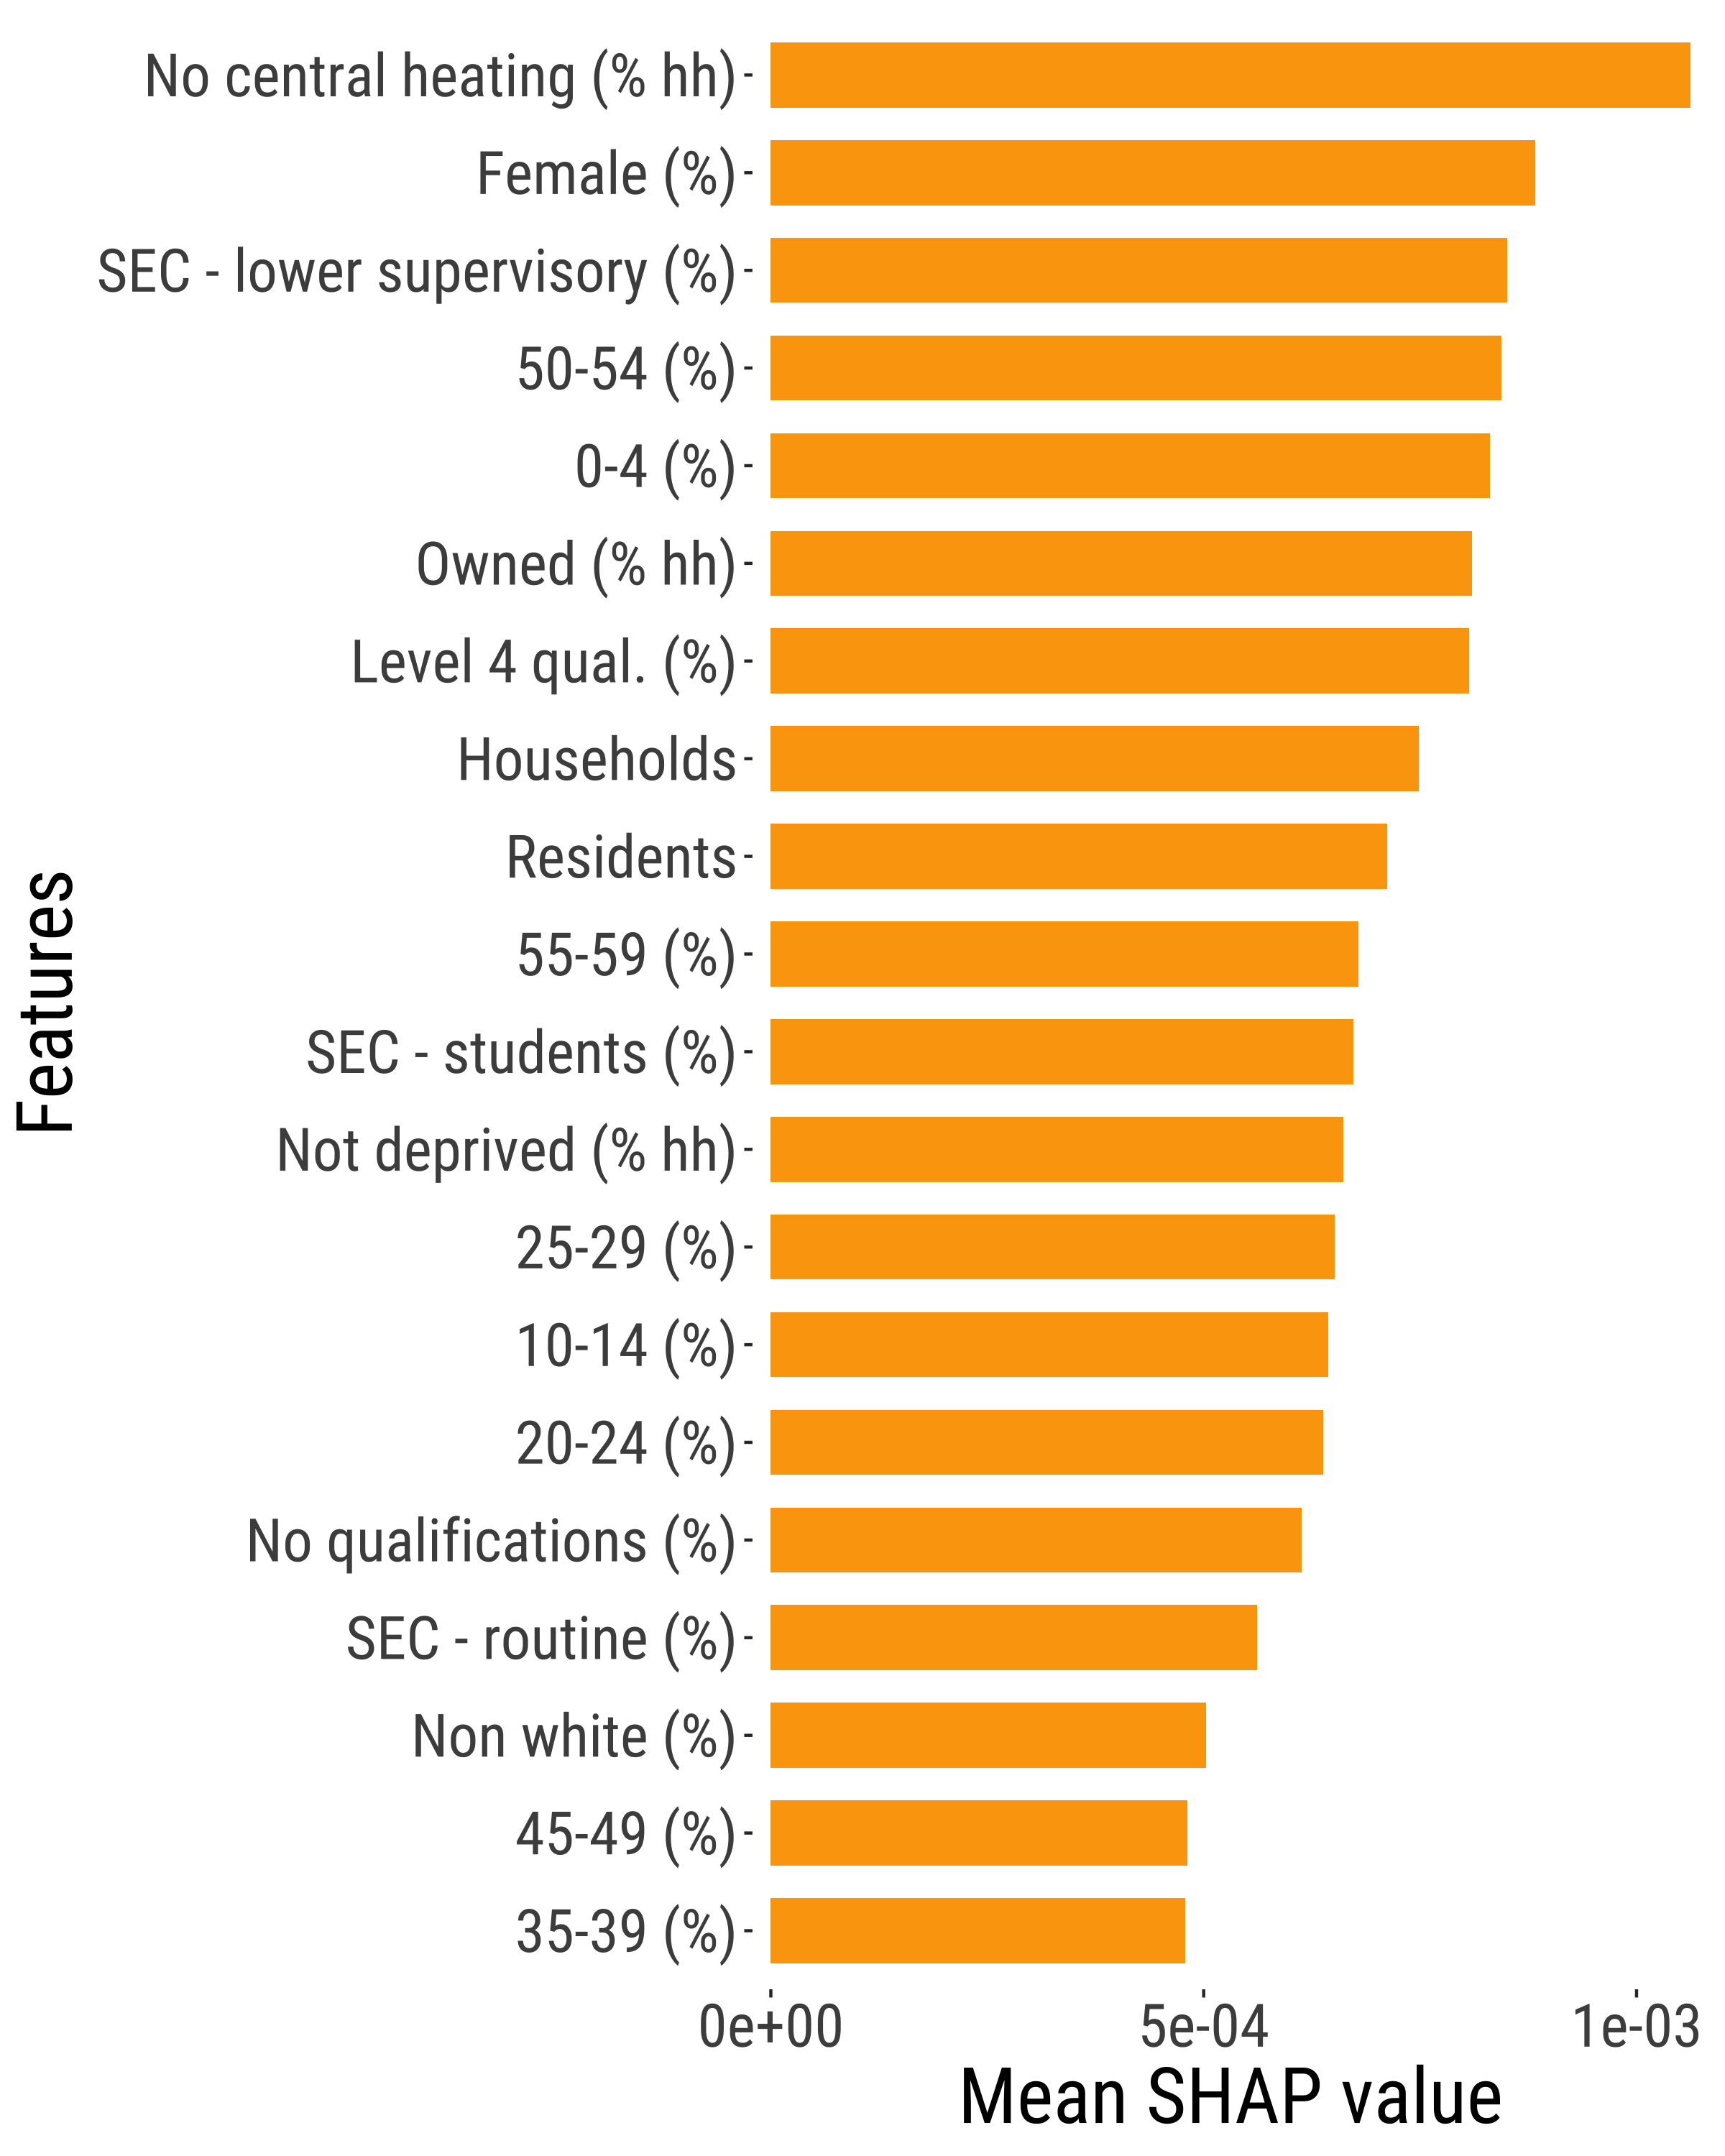 No central heating (% hh)
Female (%)
SEC - lower supervisory (%)
50-54 (%)
0-4 (%)
Owned (% hh)
Level 4 qual. (%)
Households
Residents
55-59 (%)
SEC - students (%)
Not deprived (% hh)
25-29 (%)
10-14 (%)
20-24 (%)
No qualifications (%)
SEC - routine (%)
Non white (%)
45-49 (%)
35-39 (%)
Features
0e+00
5e-04
1e-03
Mean SHAP value